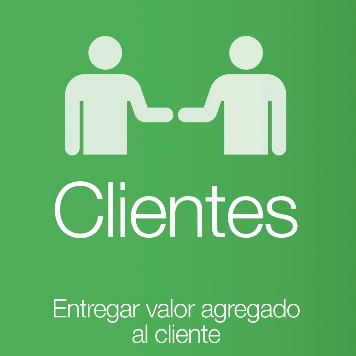 Clientes
Entregar valor agregado
al cliente